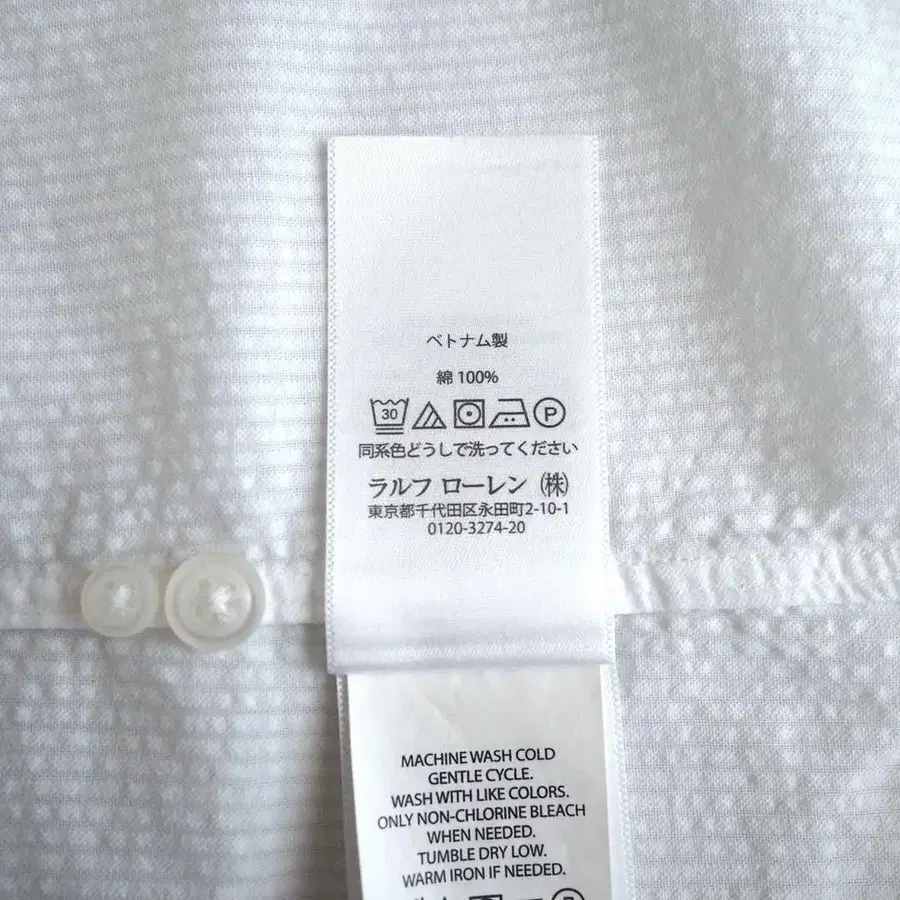 ベトナム製
綿 100%
30 P
同系色どうしで洗ってください
ラルフ ローレン ㈱
東京都千代田区永田町2-10-1
0120-3274-20
MACHINE WASH COLD
GENTLE CYCLE.
WASH WITH LIKE COLORS.
ONLY NON-CHLORINE BLEACH
WHEN NEEDED.
TUMBLE DRY LOW.
WARM IRON IF NEEDED.